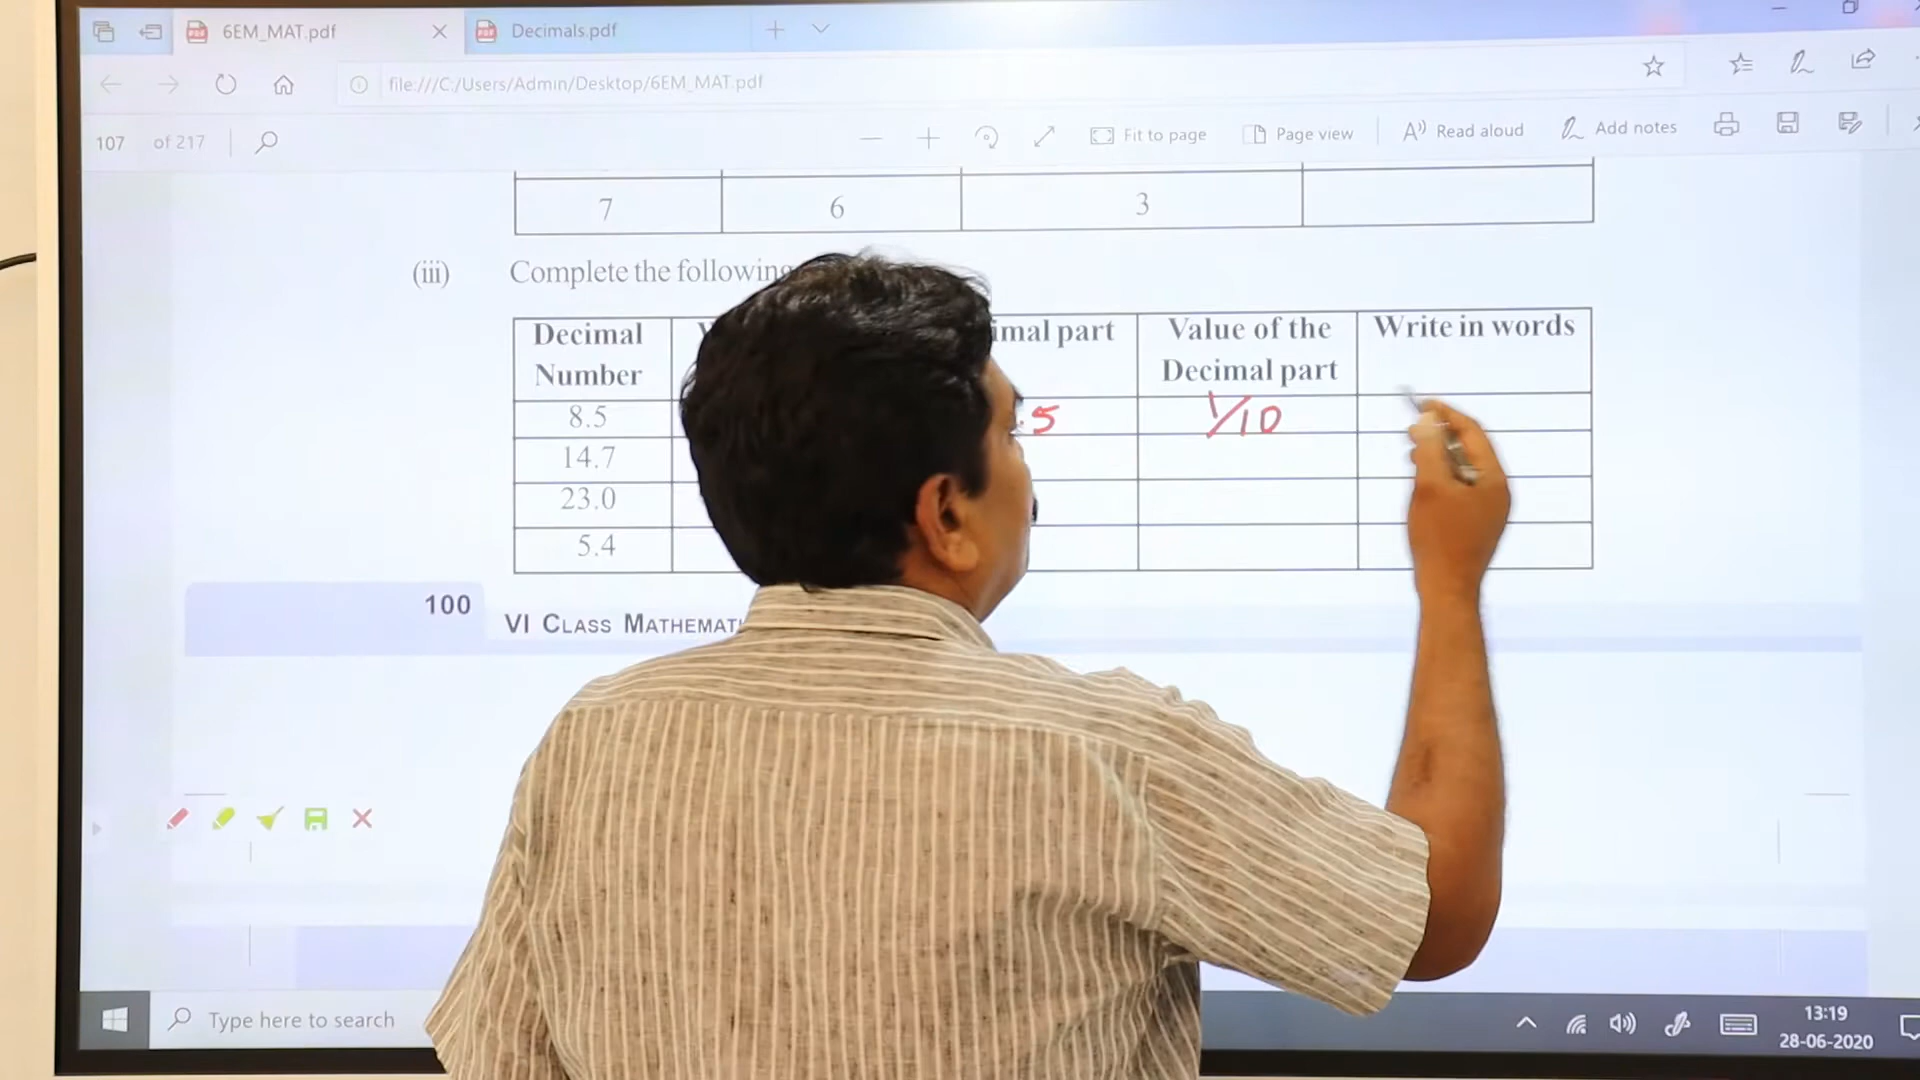 6EM_MAT.pdf
Decimals.pdf
file:///C:/Users/Admin/Desktop/6EM_MAT.pdf
107 of 217
Fit to page
Page view
Read aloud
Add notes
7 6 3
(iii) Complete the following
Decimal Number
imal part
Value of the Decimal part
Write in words
8.5 .5 1/10
14.7
23.0
5.4
100
VI CLASS MATHEMAT
Type here to search
13:19
28-06-2020